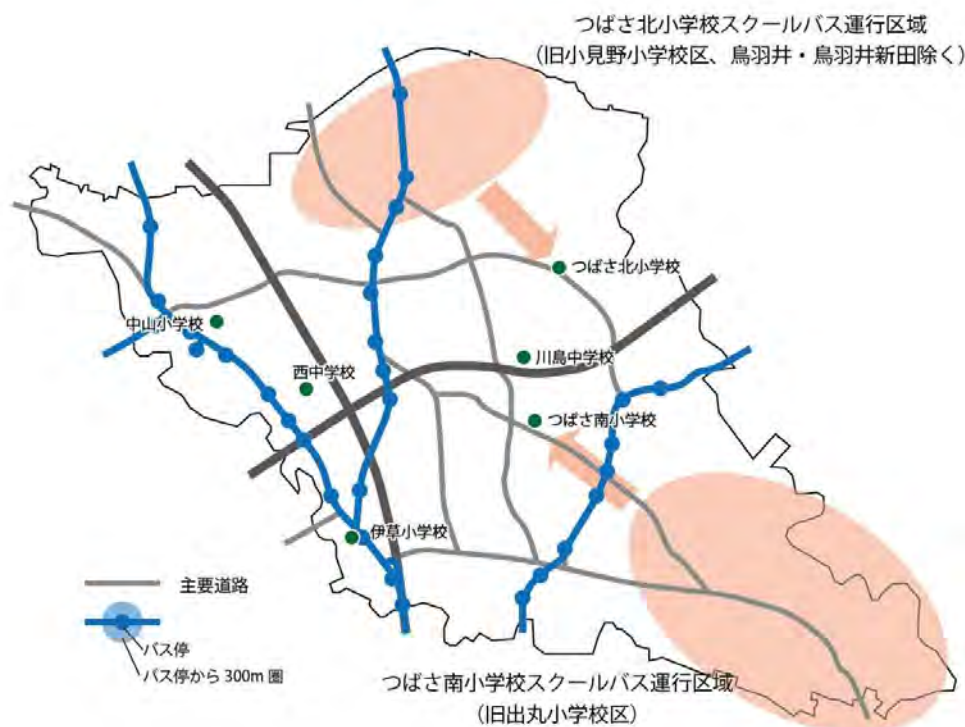 つばさ北小学校スクールバス運行区域
（旧小見野小学校区、鳥羽井・鳥羽井新田除く）
つばさ北小学校
中山小学校
川島中学校
西中学校
つばさ南小学校
伊草小学校
主要道路
バス停
バス停から300m圏
つばさ南小学校スクールバス運行区域
（旧出丸小学校区）